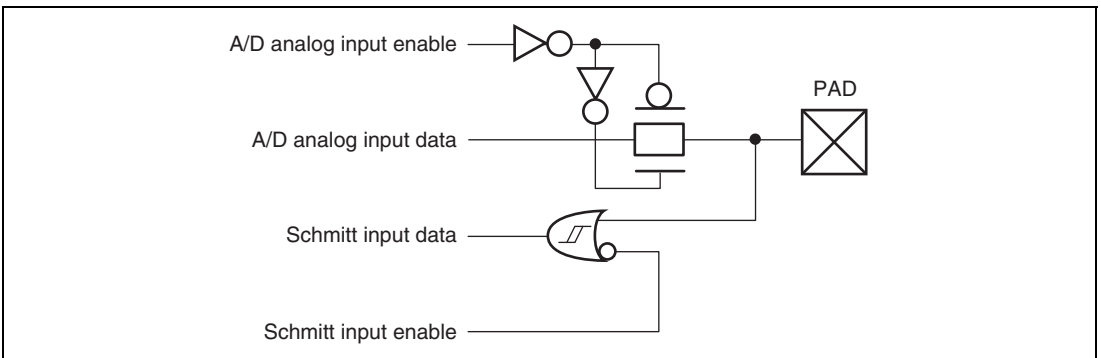 A/D analog input enable
PAD
A/D analog input data
Schmitt input data
Schmitt input enable